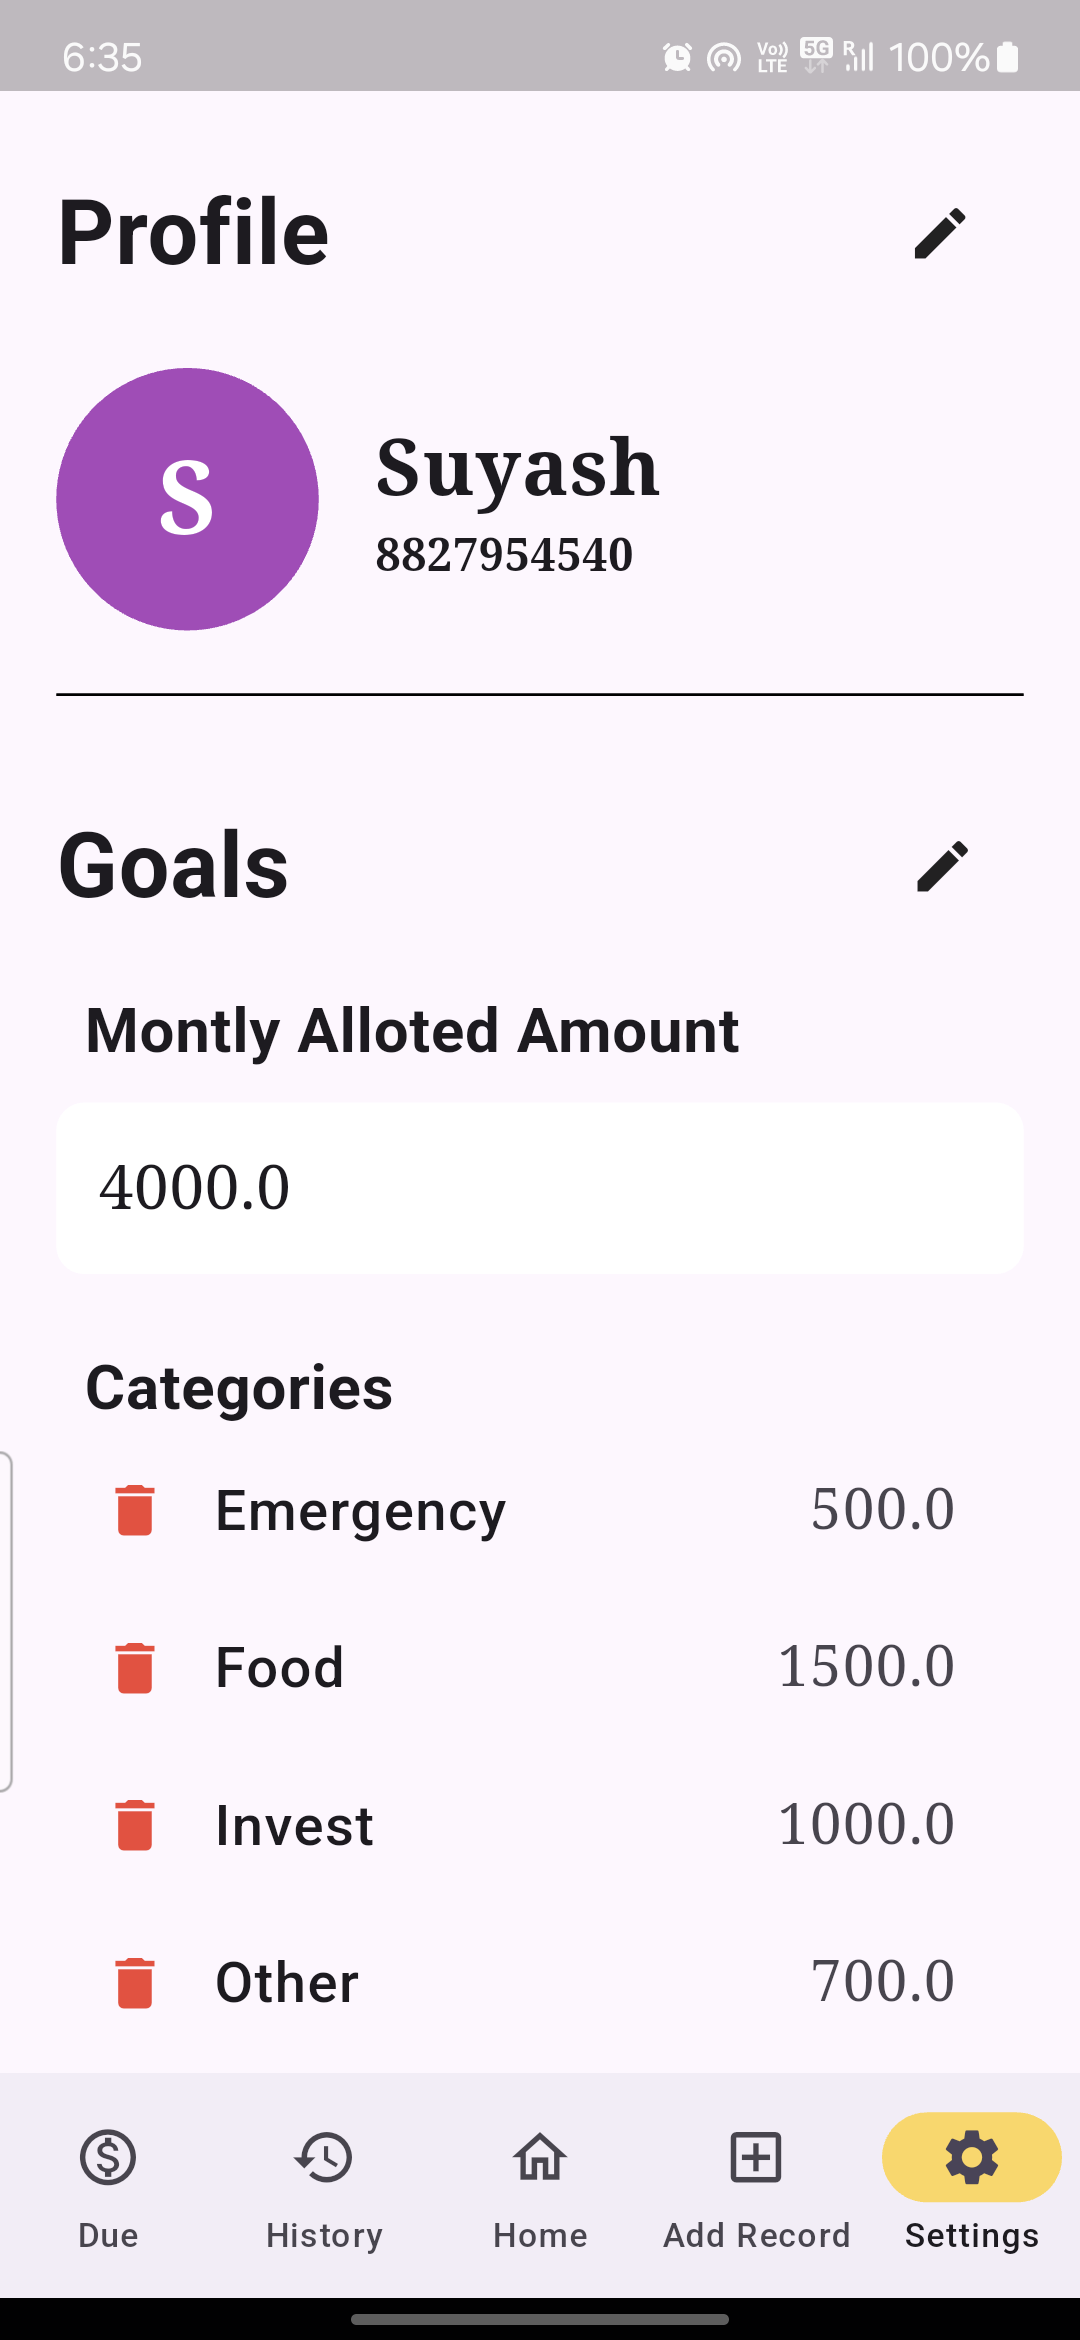 6:35 Vo)) LTE 5G R 100%
Profile
S
Suyash
8827954540
Goals
Montly Alloted Amount
4000.0
Categories
Emergency 500.0
Food 1500.0
Invest 1000.0
Other 700.0
Due History Home Add Record Settings